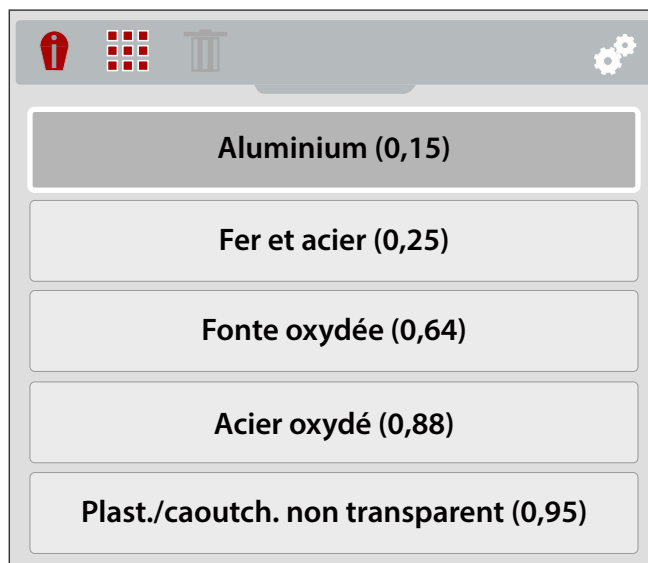 Aluminium (0,15)
Fer et acier (0,25)
Fonte oxydée (0,64)
Acier oxydé (0,88)
Plast./caoutch. non transparent (0,95)